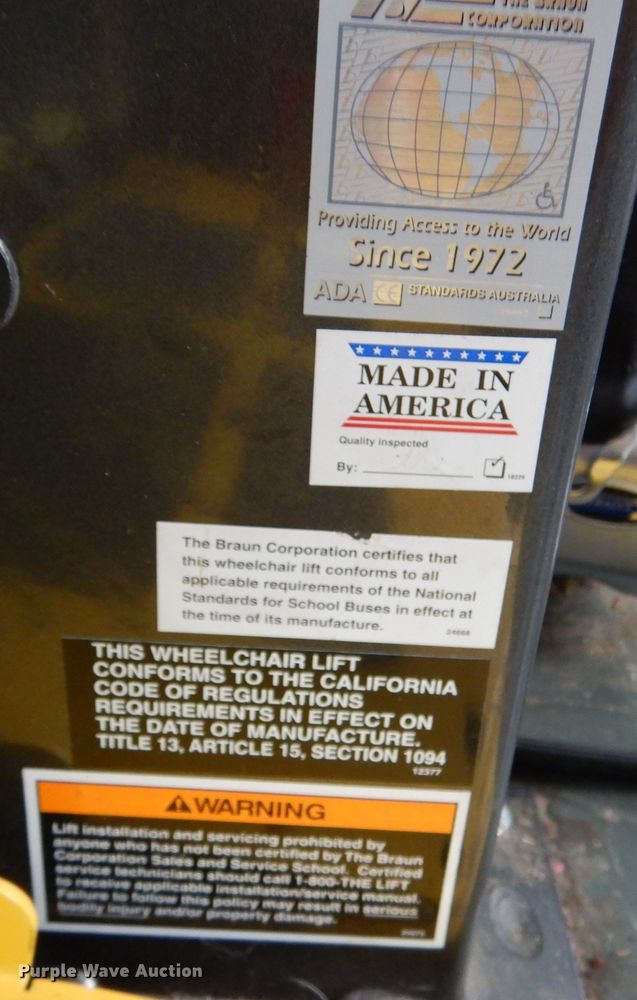 THE BRAUN
CORPORATION
Providing Access to the World
Since 1972
ADA CE STANDARDS AUSTRALIA
MADE IN
AMERICA
Quality inspected
By:
18229
The Braun Corporation certifies that
this wheelchair lift conforms to all
applicable requirements of the National
Standards for School Buses in effect at
the time of its manufacture.
24668
THIS WHEELCHAIR LIFT
CONFORMS TO THE CALIFORNIA
CODE OF REGULATIONS
REQUIREMENTS IN EFFECT ON
THE DATE OF MANUFACTURE.
TITLE 13, ARTICLE 15, SECTION 1094
12377
WARNING
Lift installation and servicing prohibited by
anyone who has not been certified by The Braun
Corporation Sales and Service School. Certified
service technicians should call 1-800-THE LIFT
to receive applicable installation/service manual.
Failure to follow this policy may result in serious
bodily injury and/or property damage.
Purple Wave Auction